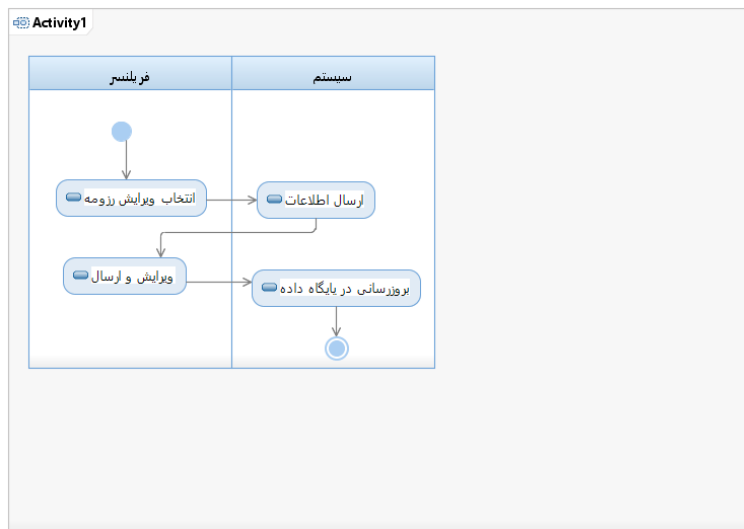 Activity1
فریلنسر
سیستم
انتخاب ویرایش رزومه
ارسال اطلاعات
ویرایش و ارسال
بروزرسانی در پایگاه داده